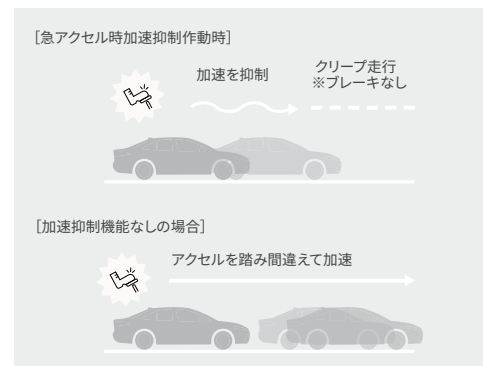 ［急アクセル時加速抑制作動時］
加速を抑制
クリープ走行
※ブレーキなし
［加速抑制機能なしの場合］
アクセルを踏み間違えて加速